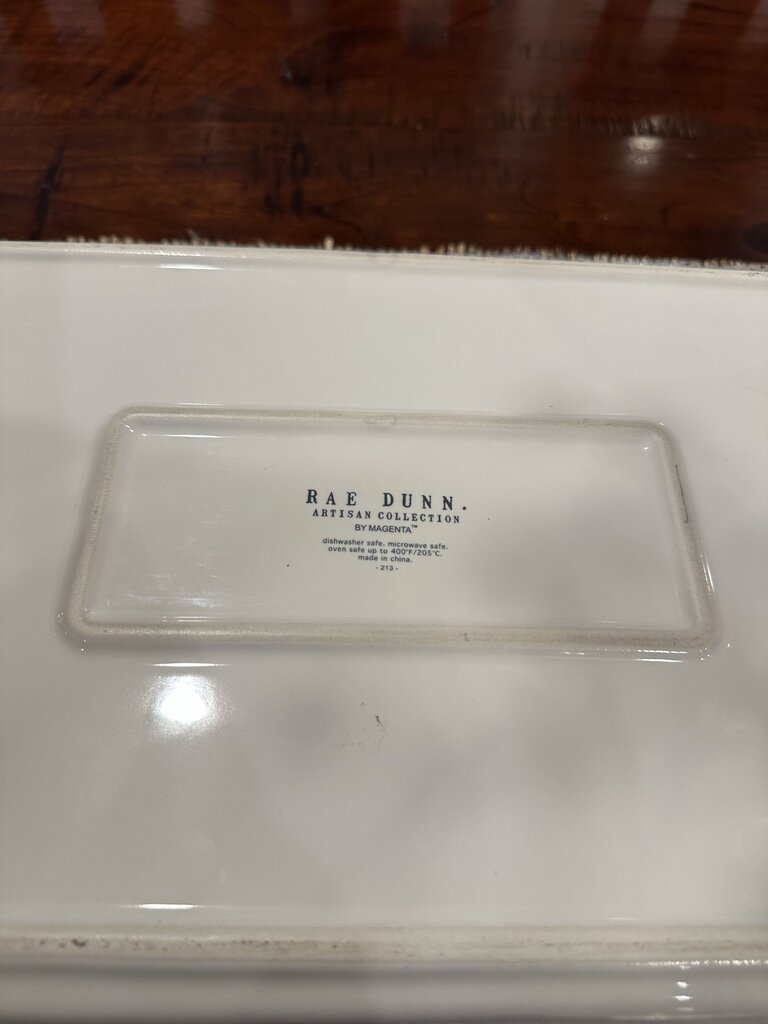 RAE DUNN.
ARTISAN COLLECTION
BY MAGENTA™
dishwasher safe. microwave safe.
oven safe up to 400°F/205°C.
made in china.
- 213 -